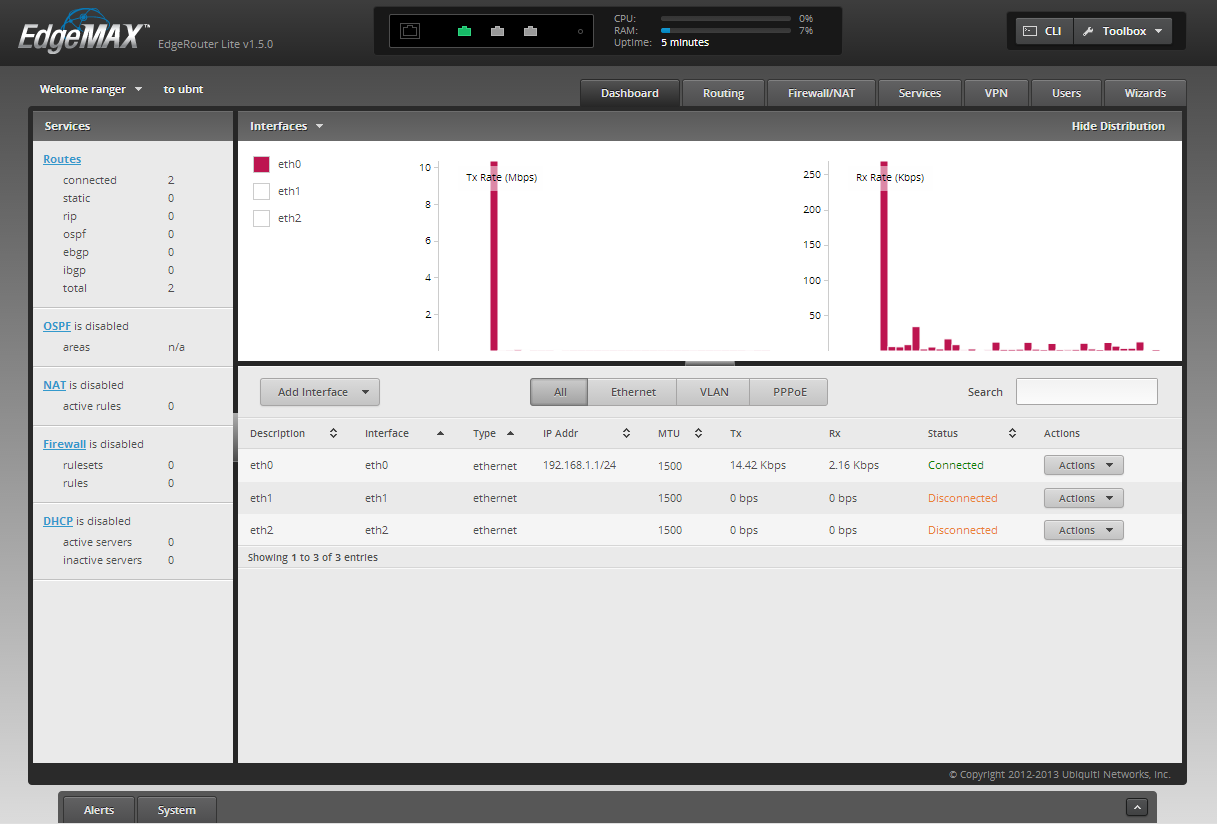 EdgeMAX™
EdgeRouter Lite v1.5.0
CPU: 0%
RAM: 7%
Uptime: 5 minutes
CLI Toolbox
Welcome ranger to ubnt
Dashboard Routing Firewall/NAT Services VPN Users Wizards
Services
Routes
connected 2
static 0
rip 0
ospf 0
ebgp 0
ibgp 0
total 2
OSPF is disabled
areas n/a
NAT is disabled
active rules 0
Firewall is disabled
rulesets 0
rules 0
DHCP is disabled
active servers 0
inactive servers 0
Interfaces Hide Distribution
eth0
eth1
eth2
Tx Rate (Mbps)
10
8
6
4
2
Rx Rate (Kbps)
250
200
150
100
50
Add Interface All Ethernet VLAN PPPoE Search
Description Interface Type IP Addr MTU Tx Rx Status Actions
eth0 eth0 ethernet 192.168.1.1/24 1500 14.42 Kbps 2.16 Kbps Connected Actions
eth1 eth1 ethernet 1500 0 bps 0 bps Disconnected Actions
eth2 eth2 ethernet 1500 0 bps 0 bps Disconnected Actions
Showing 1 to 3 of 3 entries
© Copyright 2012-2013 Ubiquiti Networks, Inc.
Alerts System